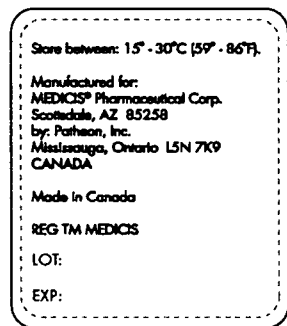 Store between: 15° - 30°C (59° - 86°F).
Manufactured for:
MEDICIS® Pharmaceutical Corp.
Scottsdale, AZ 85258
by: Patheon, Inc.
Mississauga, Ontario L5N 7K9
CANADA
Made in Canada
REG TM MEDICIS
LOT:
EXP: